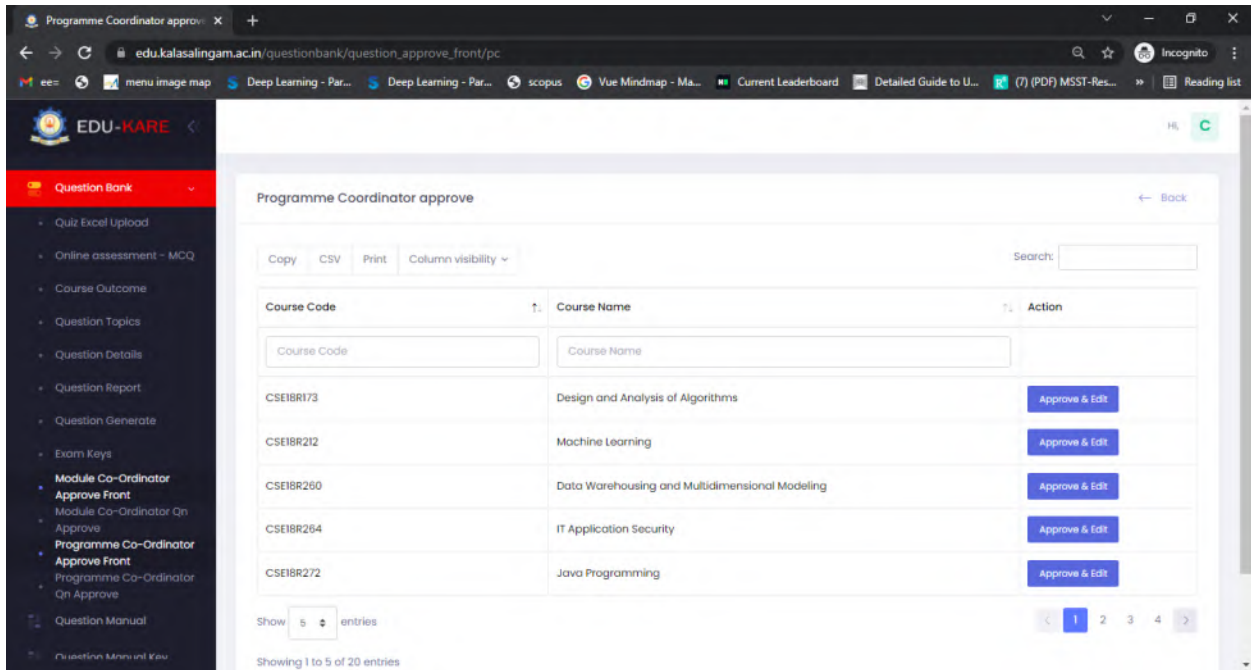 Programme Coordinator approve
edu.kalasalingam.ac.in/questionbank/question_approve_front/pc
Incognito
ee=
menu image map
Deep Learning - Par...
Deep Learning - Par...
scopus
Vue Mindmap - Ma...
Current Leaderboard
Detailed Guide to U...
(7) (PDF) MSST-Res...
»
Reading list
EDU-KARE
Hi, C
Question Bank
Quiz Excel Upload
Online assessment - MCQ
Course Outcome
Question Topics
Question Details
Question Report
Question Generate
Exam Keys
Module Co-Ordinator
Approve Front
Module Co-Ordinator Qn
Approve
Programme Co-Ordinator
Approve Front
Programme Co-Ordinator
Qn Approve
Question Manual
Question Manual Key
Programme Coordinator approve
← Back
Copy CSV Print Column visibility
Search:
Course Code Course Name Action
Course Code Course Name
CSE18R173 Design and Analysis of Algorithms Approve & Edit
CSE18R212 Machine Learning Approve & Edit
CSE18R260 Data Warehousing and Multidimensional Modeling Approve & Edit
CSE18R264 IT Application Security Approve & Edit
CSE18R272 Java Programming Approve & Edit
Show 5 entries
1 2 3 4
Showing 1 to 5 of 20 entries